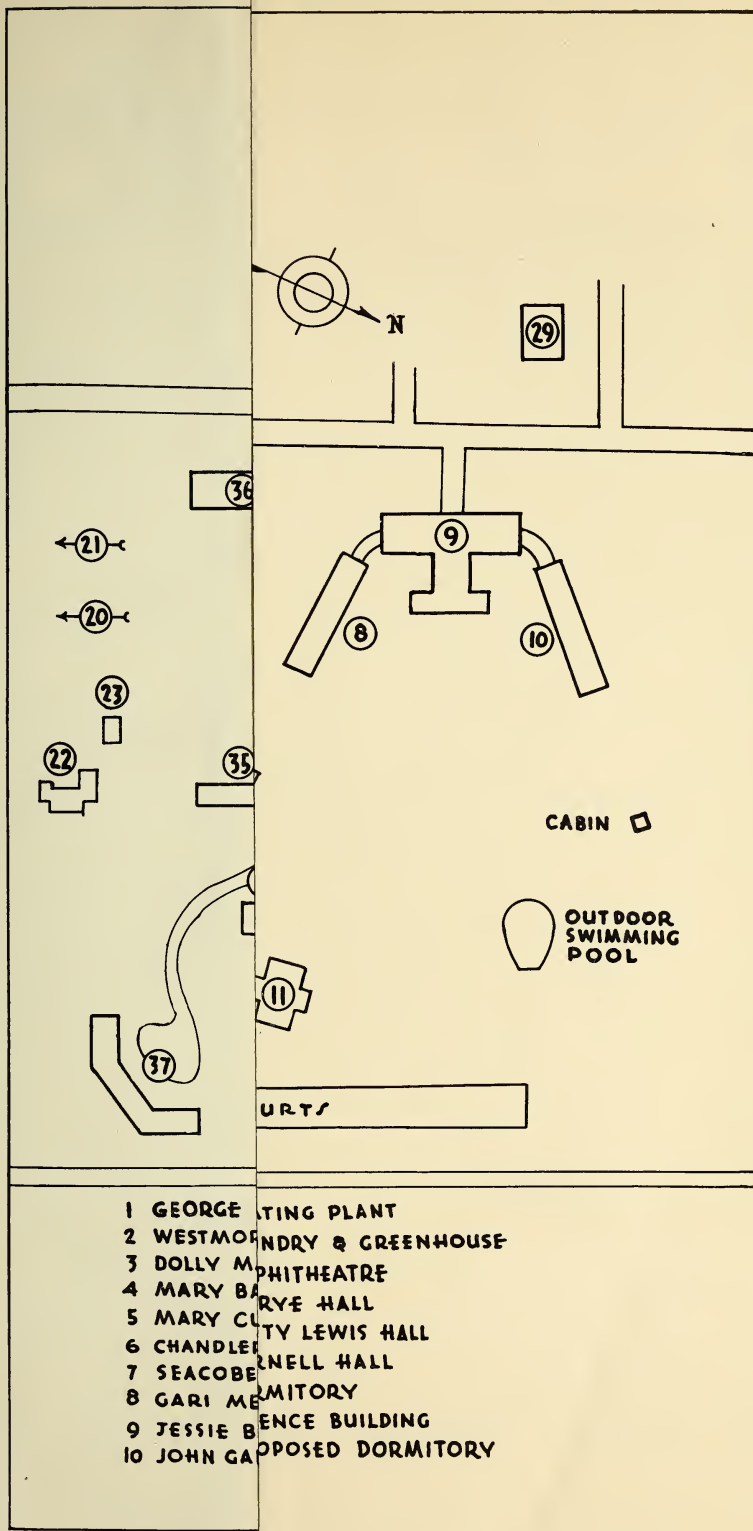 N
29
36
21
9
20
8
10
23
22
35
CABIN
OUTDOOR
SWIMMING
POOL
11
37
URTS
1 GEORGE ATING PLANT
2 WESTMOR NDRY & GREENHOUSE
3 DOLLY M PHITHEATRE
4 MARY BA RYE HALL
5 MARY CL TY LEWIS HALL
6 CHANDLER RNELL HALL
7 SEACOBE RMITORY
8 GARI ME ENCE BUILDING
9 JESSIE B OPOSED DORMITORY
10 JOHN GA